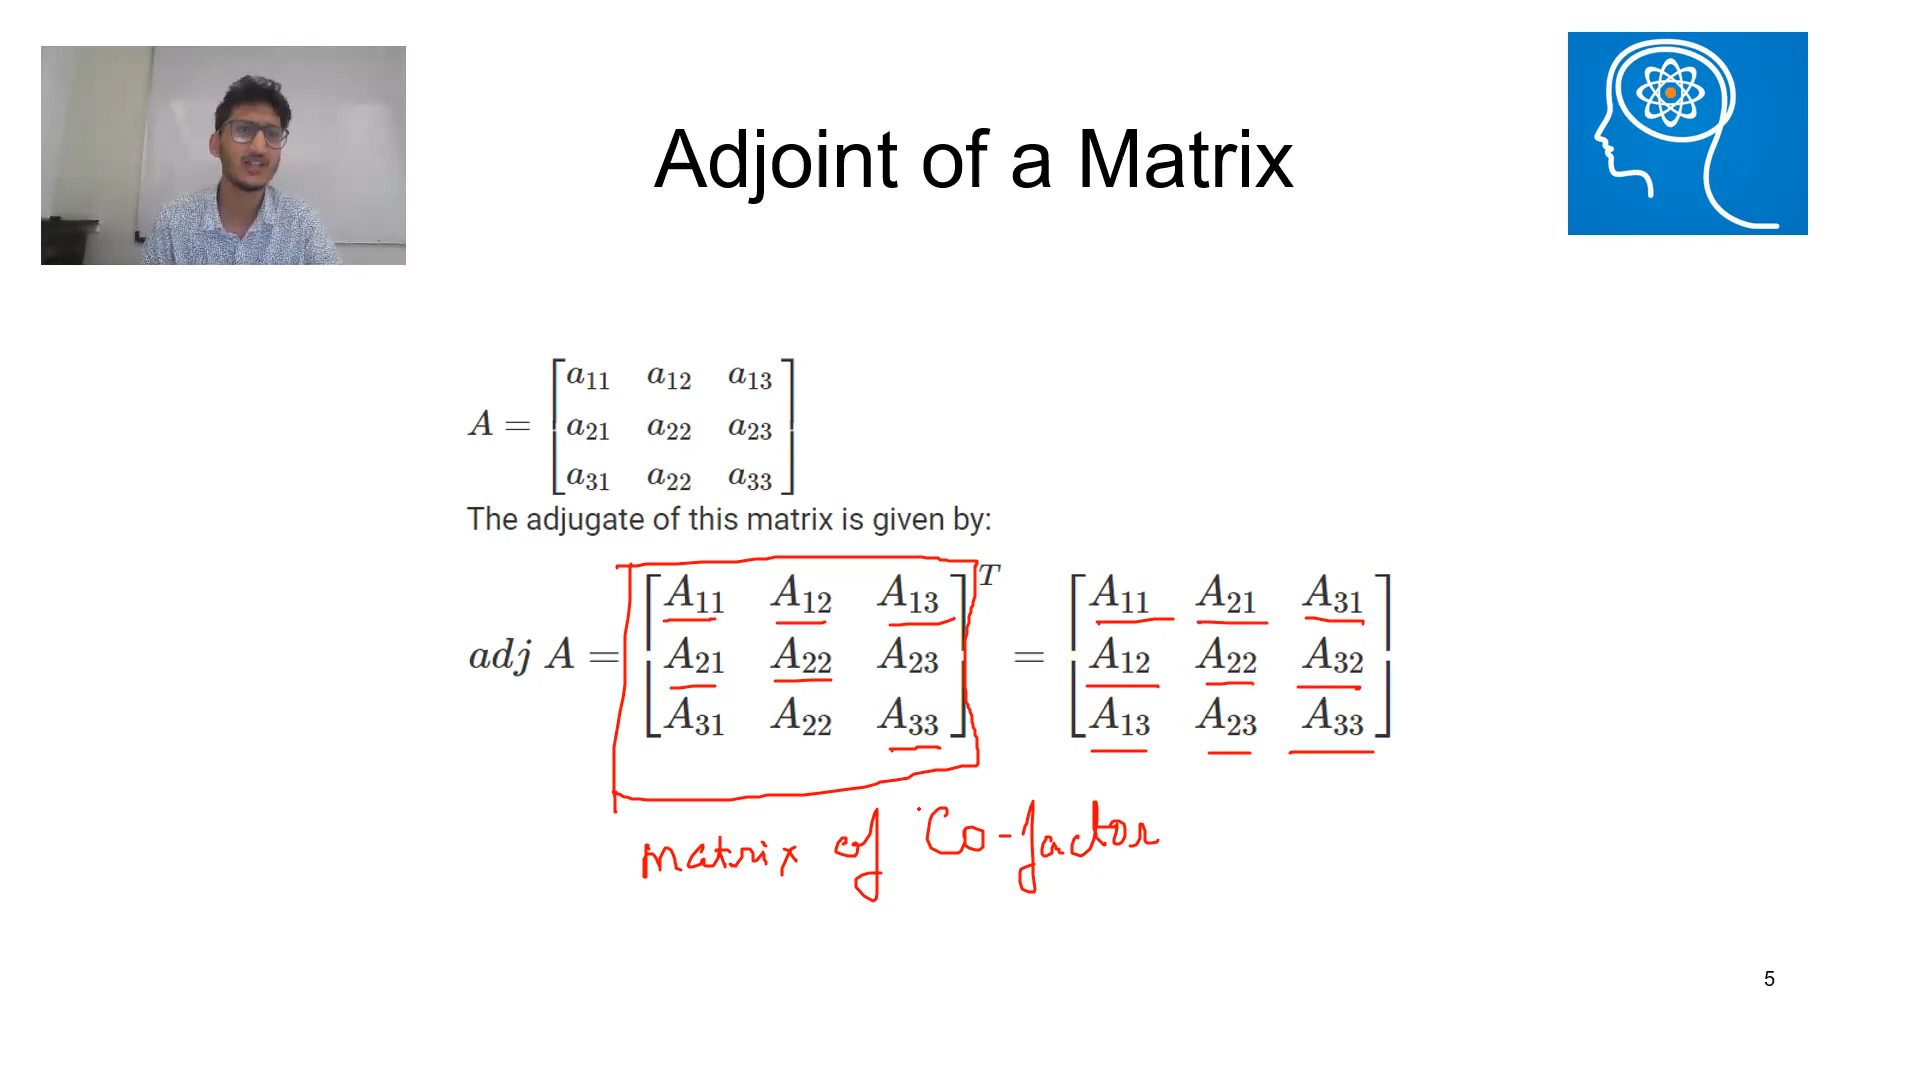 Adjoint of a Matrix
a11 a12 a13
A = a21 a22 a23
a31 a22 a33
The adjugate of this matrix is given by:
A11 A12 A13 T A11 A21 A31
adj A = A21 A22 A23 = A12 A22 A32
A31 A22 A33 A13 A23 A33
matrix of Co-factor
5